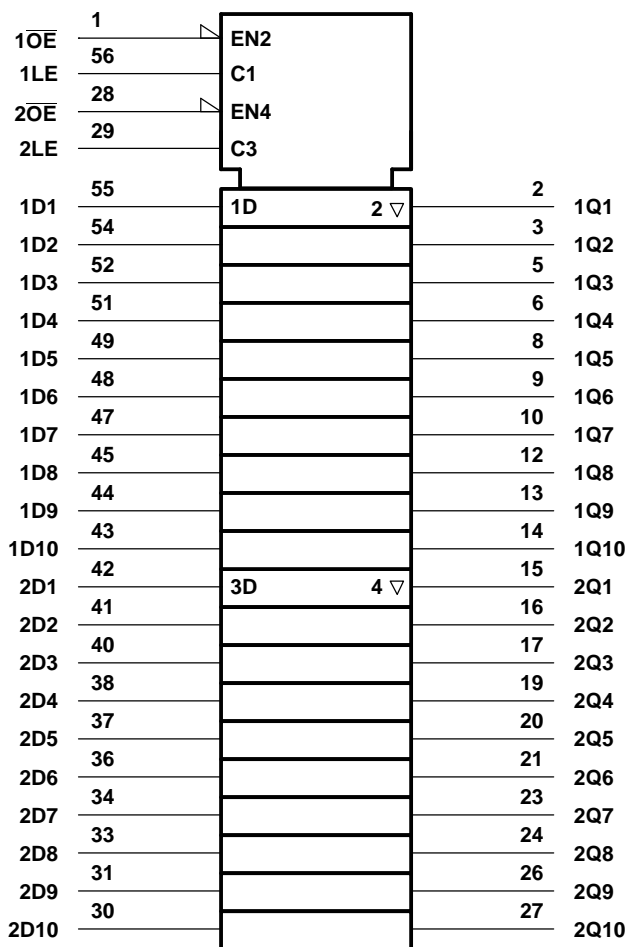 1
1O̅E̅ EN2
56
1LE C1
28
2O̅E̅ EN4
29
2LE C3
55 2
1D1 1D 2 ▽ 1Q1
54 3
1D2 1Q2
52 5
1D3 1Q3
51 6
1D4 1Q4
49 8
1D5 1Q5
48 9
1D6 1Q6
47 10
1D7 1Q7
45 12
1D8 1Q8
44 13
1D9 1Q9
43 14
1D10 1Q10
42 15
2D1 3D 4 ▽ 2Q1
41 16
2D2 2Q2
40 17
2D3 2Q3
38 19
2D4 2Q4
37 20
2D5 2Q5
36 21
2D6 2Q6
34 23
2D7 2Q7
33 24
2D8 2Q8
31 26
2D9 2Q9
30 27
2D10 2Q10